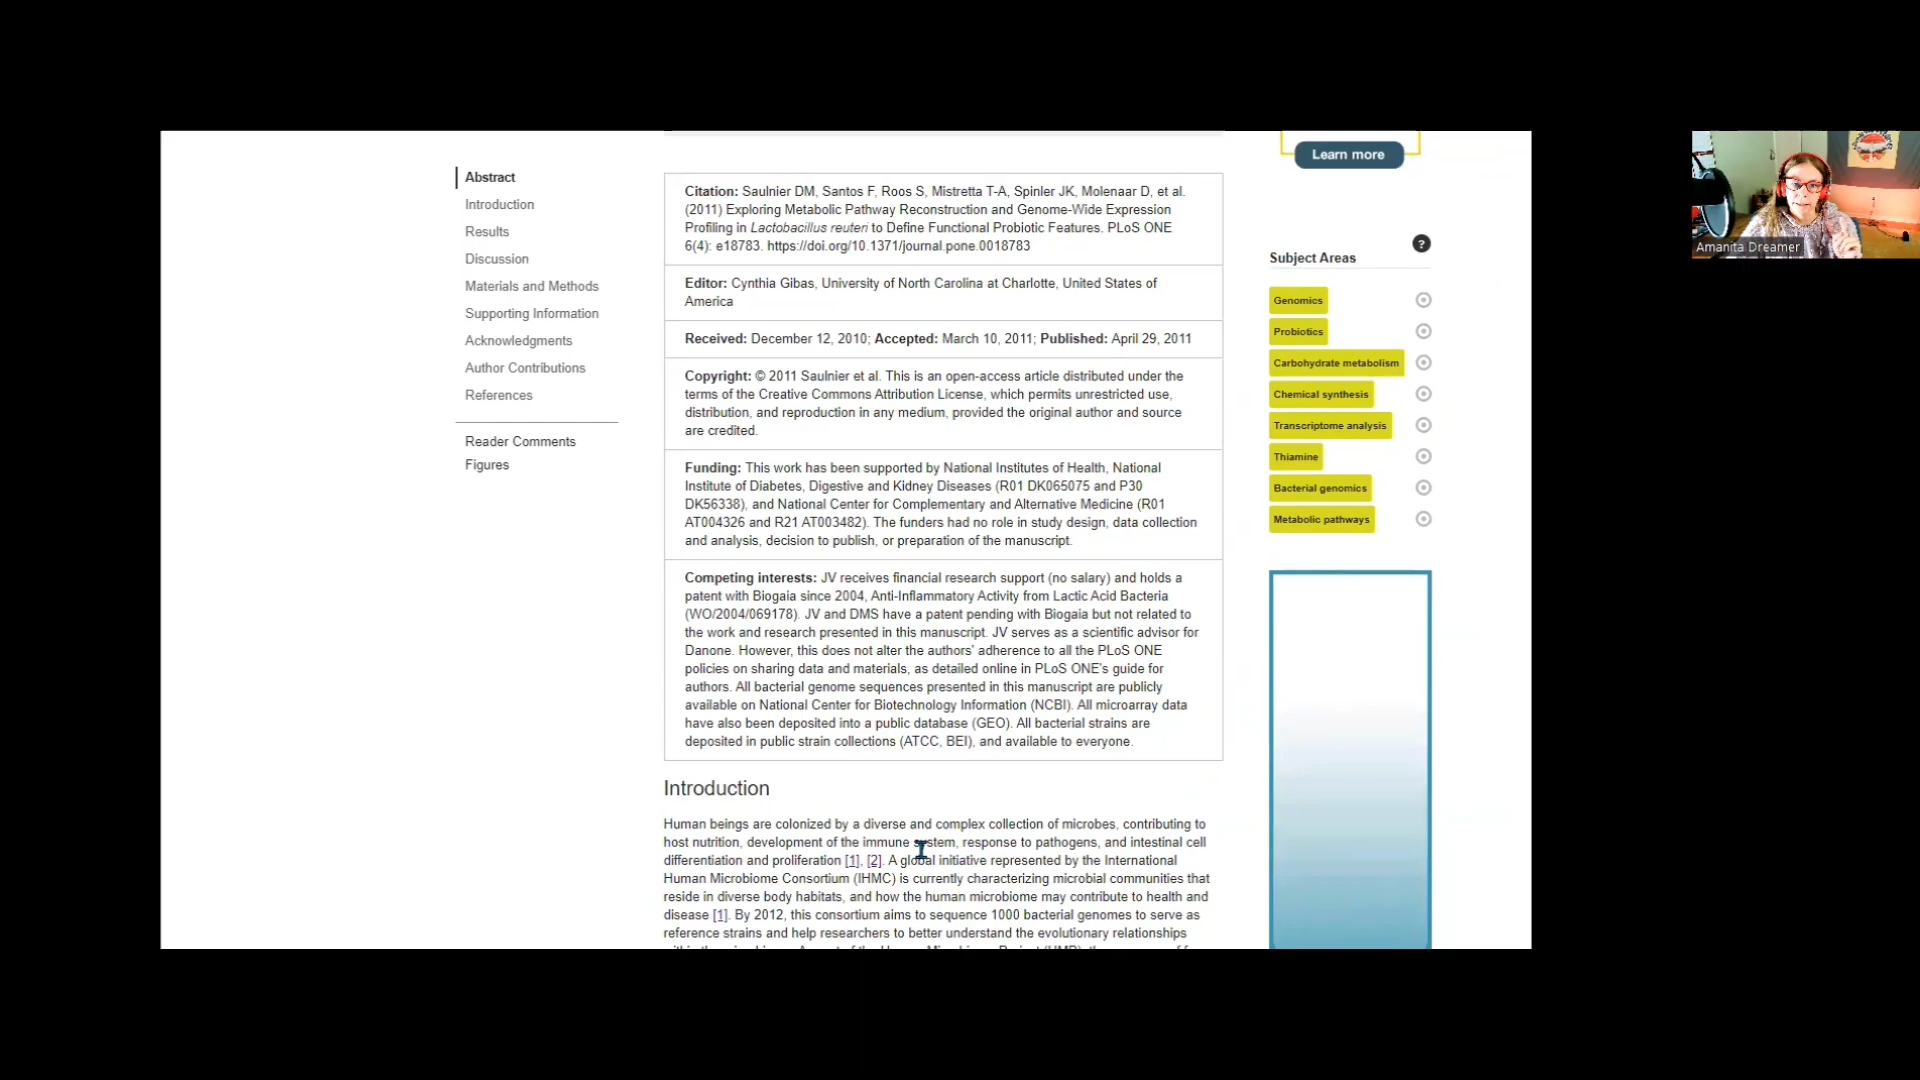 Learn more
Abstract
Introduction
Results
Discussion
Materials and Methods
Supporting Information
Acknowledgments
Author Contributions
References
Reader Comments
Figures
Citation: Saulnier DM, Santos F, Roos S, Mistretta T-A, Spinler JK, Molenaar D, et al.
(2011) Exploring Metabolic Pathway Reconstruction and Genome-Wide Expression
Profiling in Lactobacillus reuteri to Define Functional Probiotic Features. PLoS ONE
6(4): e18783. https://doi.org/10.1371/journal.pone.0018783
Editor: Cynthia Gibas, University of North Carolina at Charlotte, United States of
America
Received: December 12, 2010; Accepted: March 10, 2011; Published: April 29, 2011
Copyright: © 2011 Saulnier et al. This is an open-access article distributed under the
terms of the Creative Commons Attribution License, which permits unrestricted use,
distribution, and reproduction in any medium, provided the original author and source
are credited.
Funding: This work has been supported by National Institutes of Health, National
Institute of Diabetes, Digestive and Kidney Diseases (R01 DK065075 and P30
DK56338), and National Center for Complementary and Alternative Medicine (R01
AT004326 and R21 AT003482). The funders had no role in study design, data collection
and analysis, decision to publish, or preparation of the manuscript.
Competing interests: JV receives financial research support (no salary) and holds a
patent with Biogaia since 2004, Anti-Inflammatory Activity from Lactic Acid Bacteria
(WO/2004/069178). JV and DMS have a patent pending with Biogaia but not related to
the work and research presented in this manuscript. JV serves as a scientific advisor for
Danone. However, this does not alter the authors' adherence to all the PLoS ONE
policies on sharing data and materials, as detailed online in PLoS ONE's guide for
authors. All bacterial genome sequences presented in this manuscript are publicly
available on National Center for Biotechnology Information (NCBI). All microarray data
have also been deposited into a public database (GEO). All bacterial strains are
deposited in public strain collections (ATCC, BEI), and available to everyone.
Introduction
Human beings are colonized by a diverse and complex collection of microbes, contributing to
host nutrition, development of the immune system, response to pathogens, and intestinal cell
differentiation and proliferation [1], [2]. A global initiative represented by the International
Human Microbiome Consortium (IHMC) is currently characterizing microbial communities that
reside in diverse body habitats, and how the human microbiome may contribute to health and
disease [1]. By 2012, this consortium aims to sequence 1000 bacterial genomes to serve as
reference strains and help researchers to better understand the evolutionary relationships
?
Subject Areas
Genomics
Probiotics
Carbohydrate metabolism
Chemical synthesis
Transcriptome analysis
Thiamine
Bacterial genomics
Metabolic pathways
Amanita Dreamer